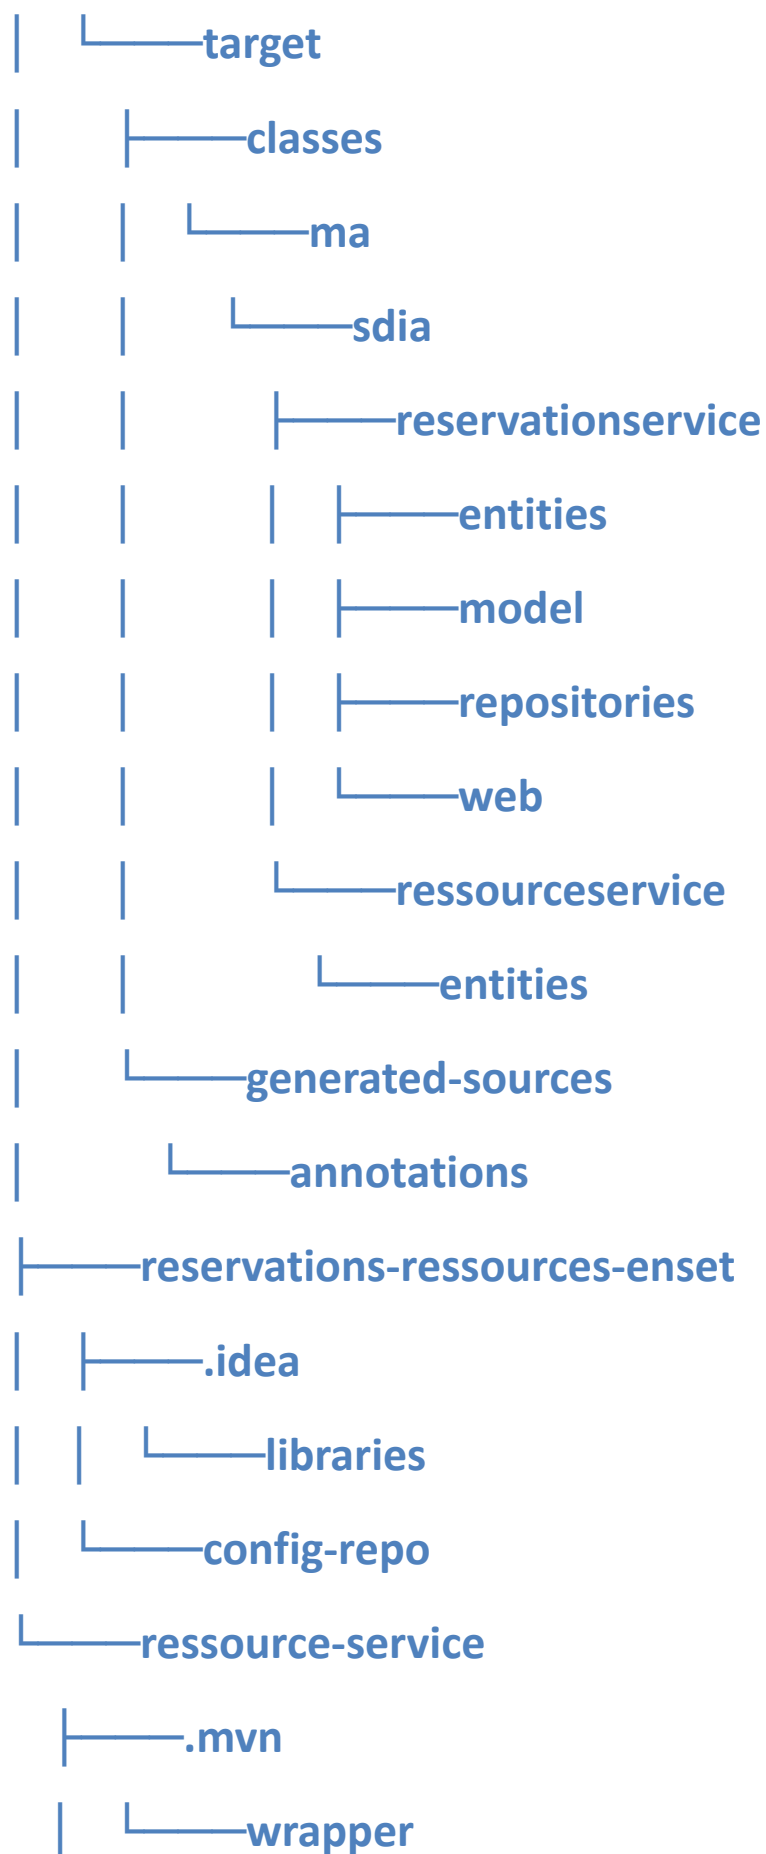 │   └───target
│       ├───classes
│       │   └───ma
│       │       └───sdia
│       │           ├───reservationservice
│       │           │   ├───entities
│       │           │   ├───model
│       │           │   ├───repositories
│       │           │   └───web
│       │           └───ressourceservice
│       │               └───entities
│       └───generated-sources
│           └───annotations
├───reservations-ressources-enset
│   ├───.idea
│   │   └───libraries
│   └───config-repo
└───ressource-service
    ├───.mvn
    │   └───wrapper